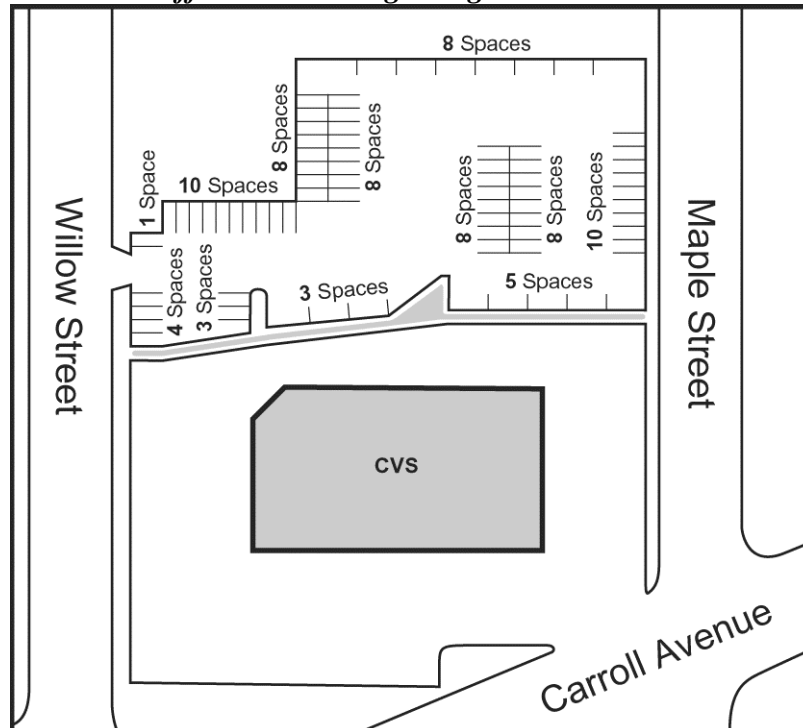 8 Spaces
8 Spaces
8 Spaces
1 Space
10 Spaces
8 Spaces
8 Spaces
10 Spaces
Willow Street
Maple Street
4 Spaces
3 Spaces
3 Spaces
5 Spaces
CVS
Carroll Avenue